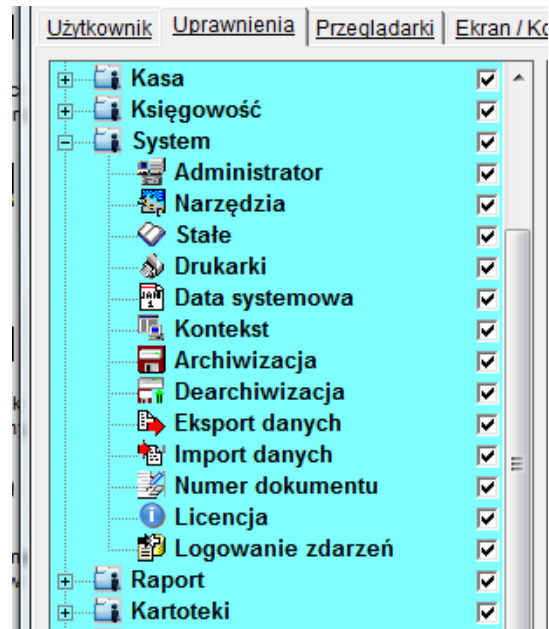 Użytkownik Uprawnienia Przegladarki Ekran / Ko
Kasa
Księgowość
System
Administrator
Narzędzia
Stałe
Drukarki
Data systemowa
Kontekst
Archiwizacja
Dearchiwizacja
Eksport danych
Import danych
Numer dokumentu
Licencja
Logowanie zdarzeń
Raport
Kartoteki